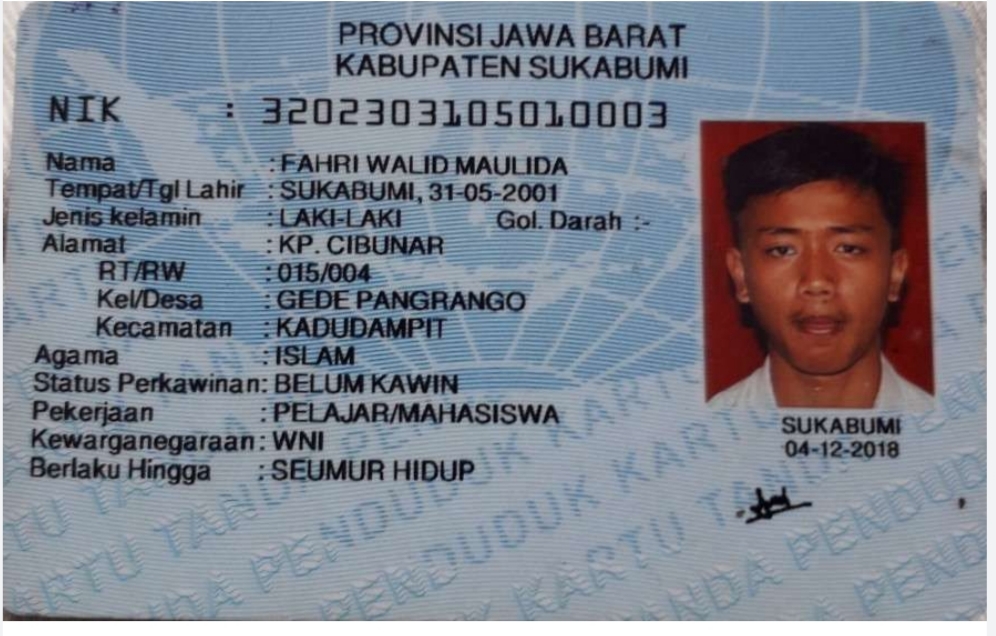 PROVINSI JAWA BARAT
KABUPATEN SUKABUMI
NIK : 3202303105010003
Nama : FAHRI WALID MAULIDA
Tempat/Tgl Lahir : SUKABUMI, 31-05-2001
Jenis kelamin : LAKI-LAKI Gol. Darah :-
Alamat : KP. CIBUNAR
RT/RW : 015/004
Kel/Desa : GEDE PANGRANGO
Kecamatan : KADUDAMPIT
Agama : ISLAM
Status Perkawinan: BELUM KAWIN
Pekerjaan : PELAJAR/MAHASISWA
Kewarganegaraan: WNI
Berlaku Hingga : SEUMUR HIDUP
SUKABUMI
04-12-2018
KARTU TANDA PENDUDUK